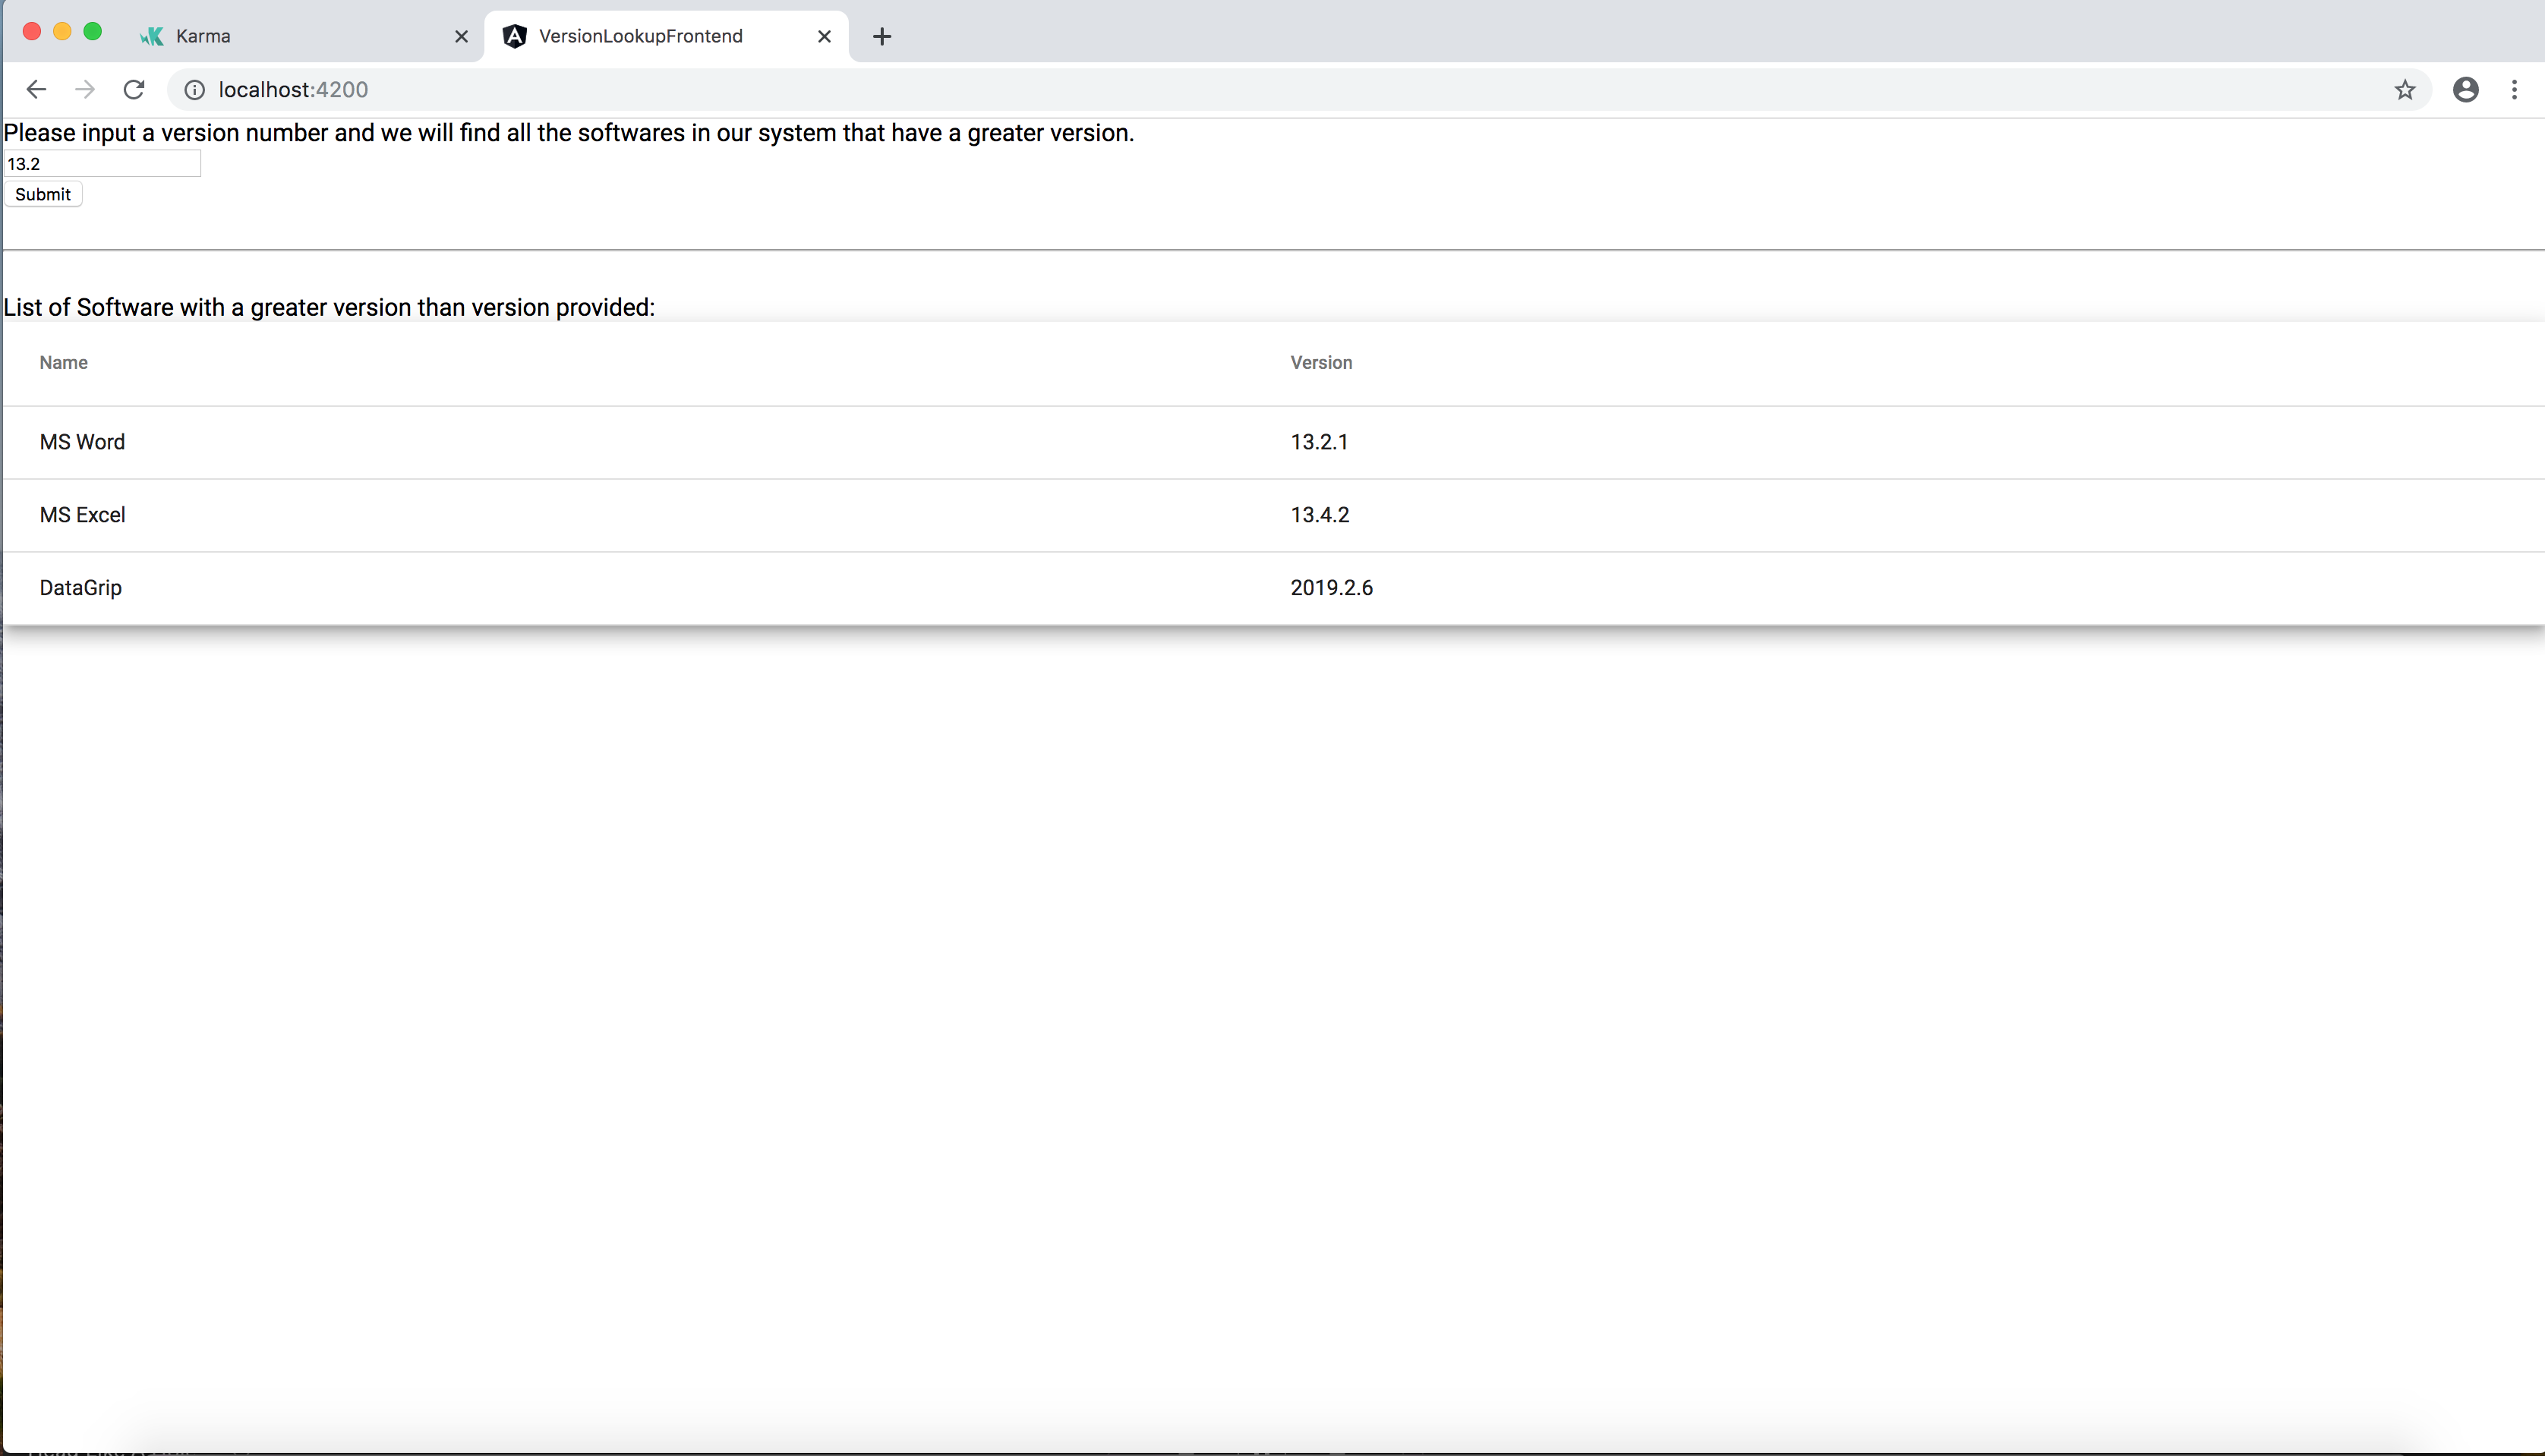 Karma
VersionLookupFrontend
localhost:4200
Please input a version number and we will find all the softwares in our system that have a greater version.
13.2
Submit
List of Software with a greater version than version provided:
Name Version
MS Word 13.2.1
MS Excel 13.4.2
DataGrip 2019.2.6